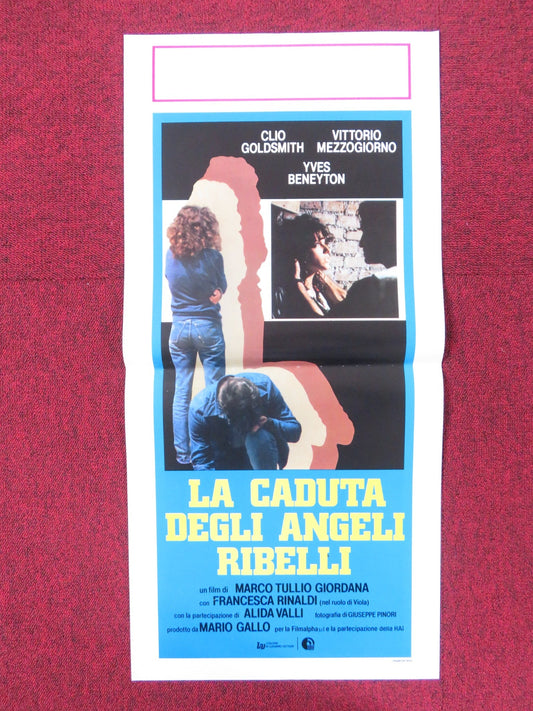 CLIO GOLDSMITH
VITTORIO MEZZOGIORNO
YVES BENEYTON
LA CADUTA
DEGLI ANGELI
RIBELLI
un film di MARCO TULLIO GIORDANA
con FRANCESCA RINALDI (nel ruolo di Viola)
con la partecipazione di ALIDA VALLI fotografia di GIUSEPPE PINORI
prodotto da MARIO GALLO per la Filmalpha s.r.l. e la partecipazione della RAI